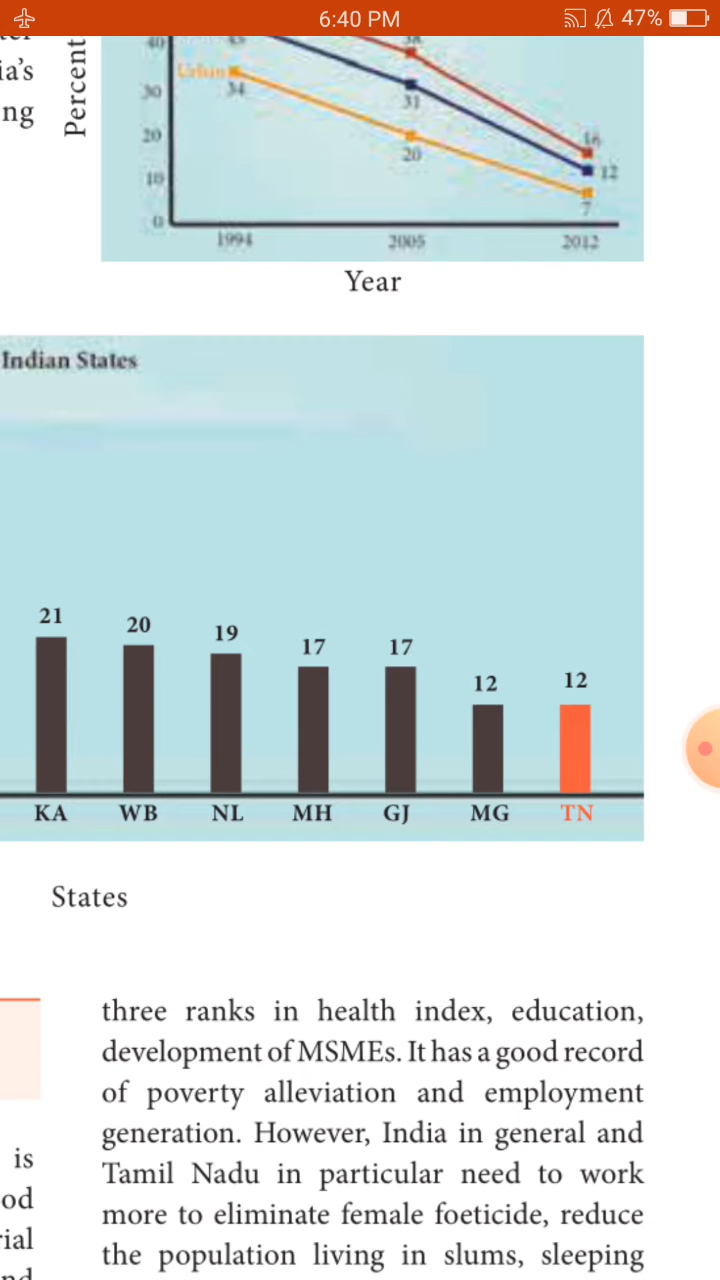 6:40 PM
47%
ia's
ng
Percent
40
30
20
10
0
Urban
45
34
38
31
20
16
12
7
1994
2005
2012
Year
Indian States
21
20
19
17
17
12
12
KA
WB
NL
MH
GJ
MG
TN
States
three ranks in health index, education,
development of MSMEs. It has a good record
of poverty alleviation and employment
generation. However, India in general and
Tamil Nadu in particular need to work
more to eliminate female foeticide, reduce
the population living in slums, sleeping
is
od
rial